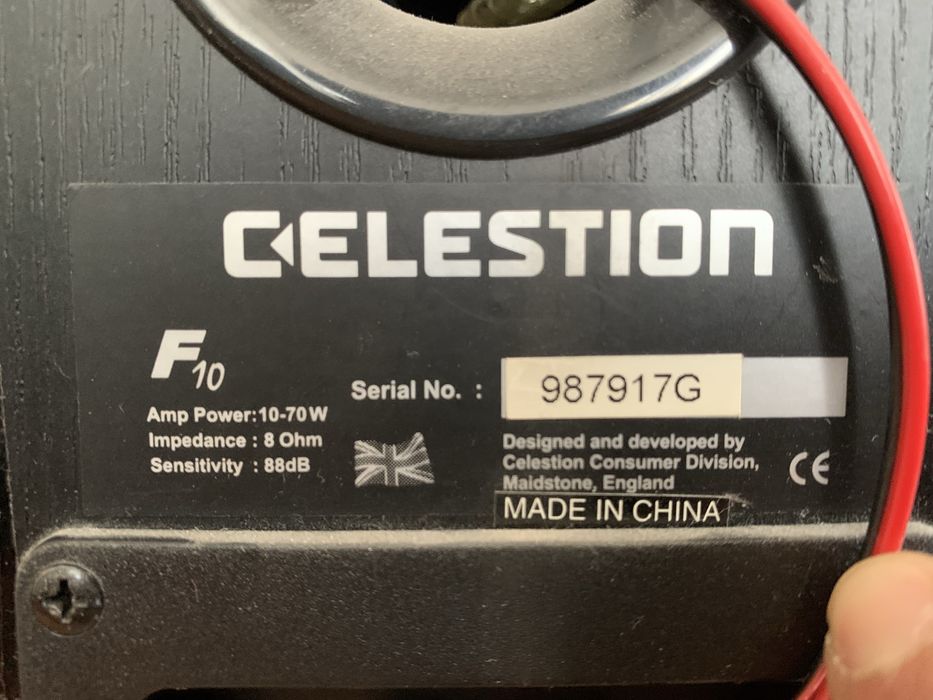 CELESTION
F10
Amp Power:10-70W
Impedance : 8 Ohm
Sensitivity : 88dB
Serial No. : 987917G
Designed and developed by
Celestion Consumer Division,
Maidstone, England
CE
MADE IN CHINA